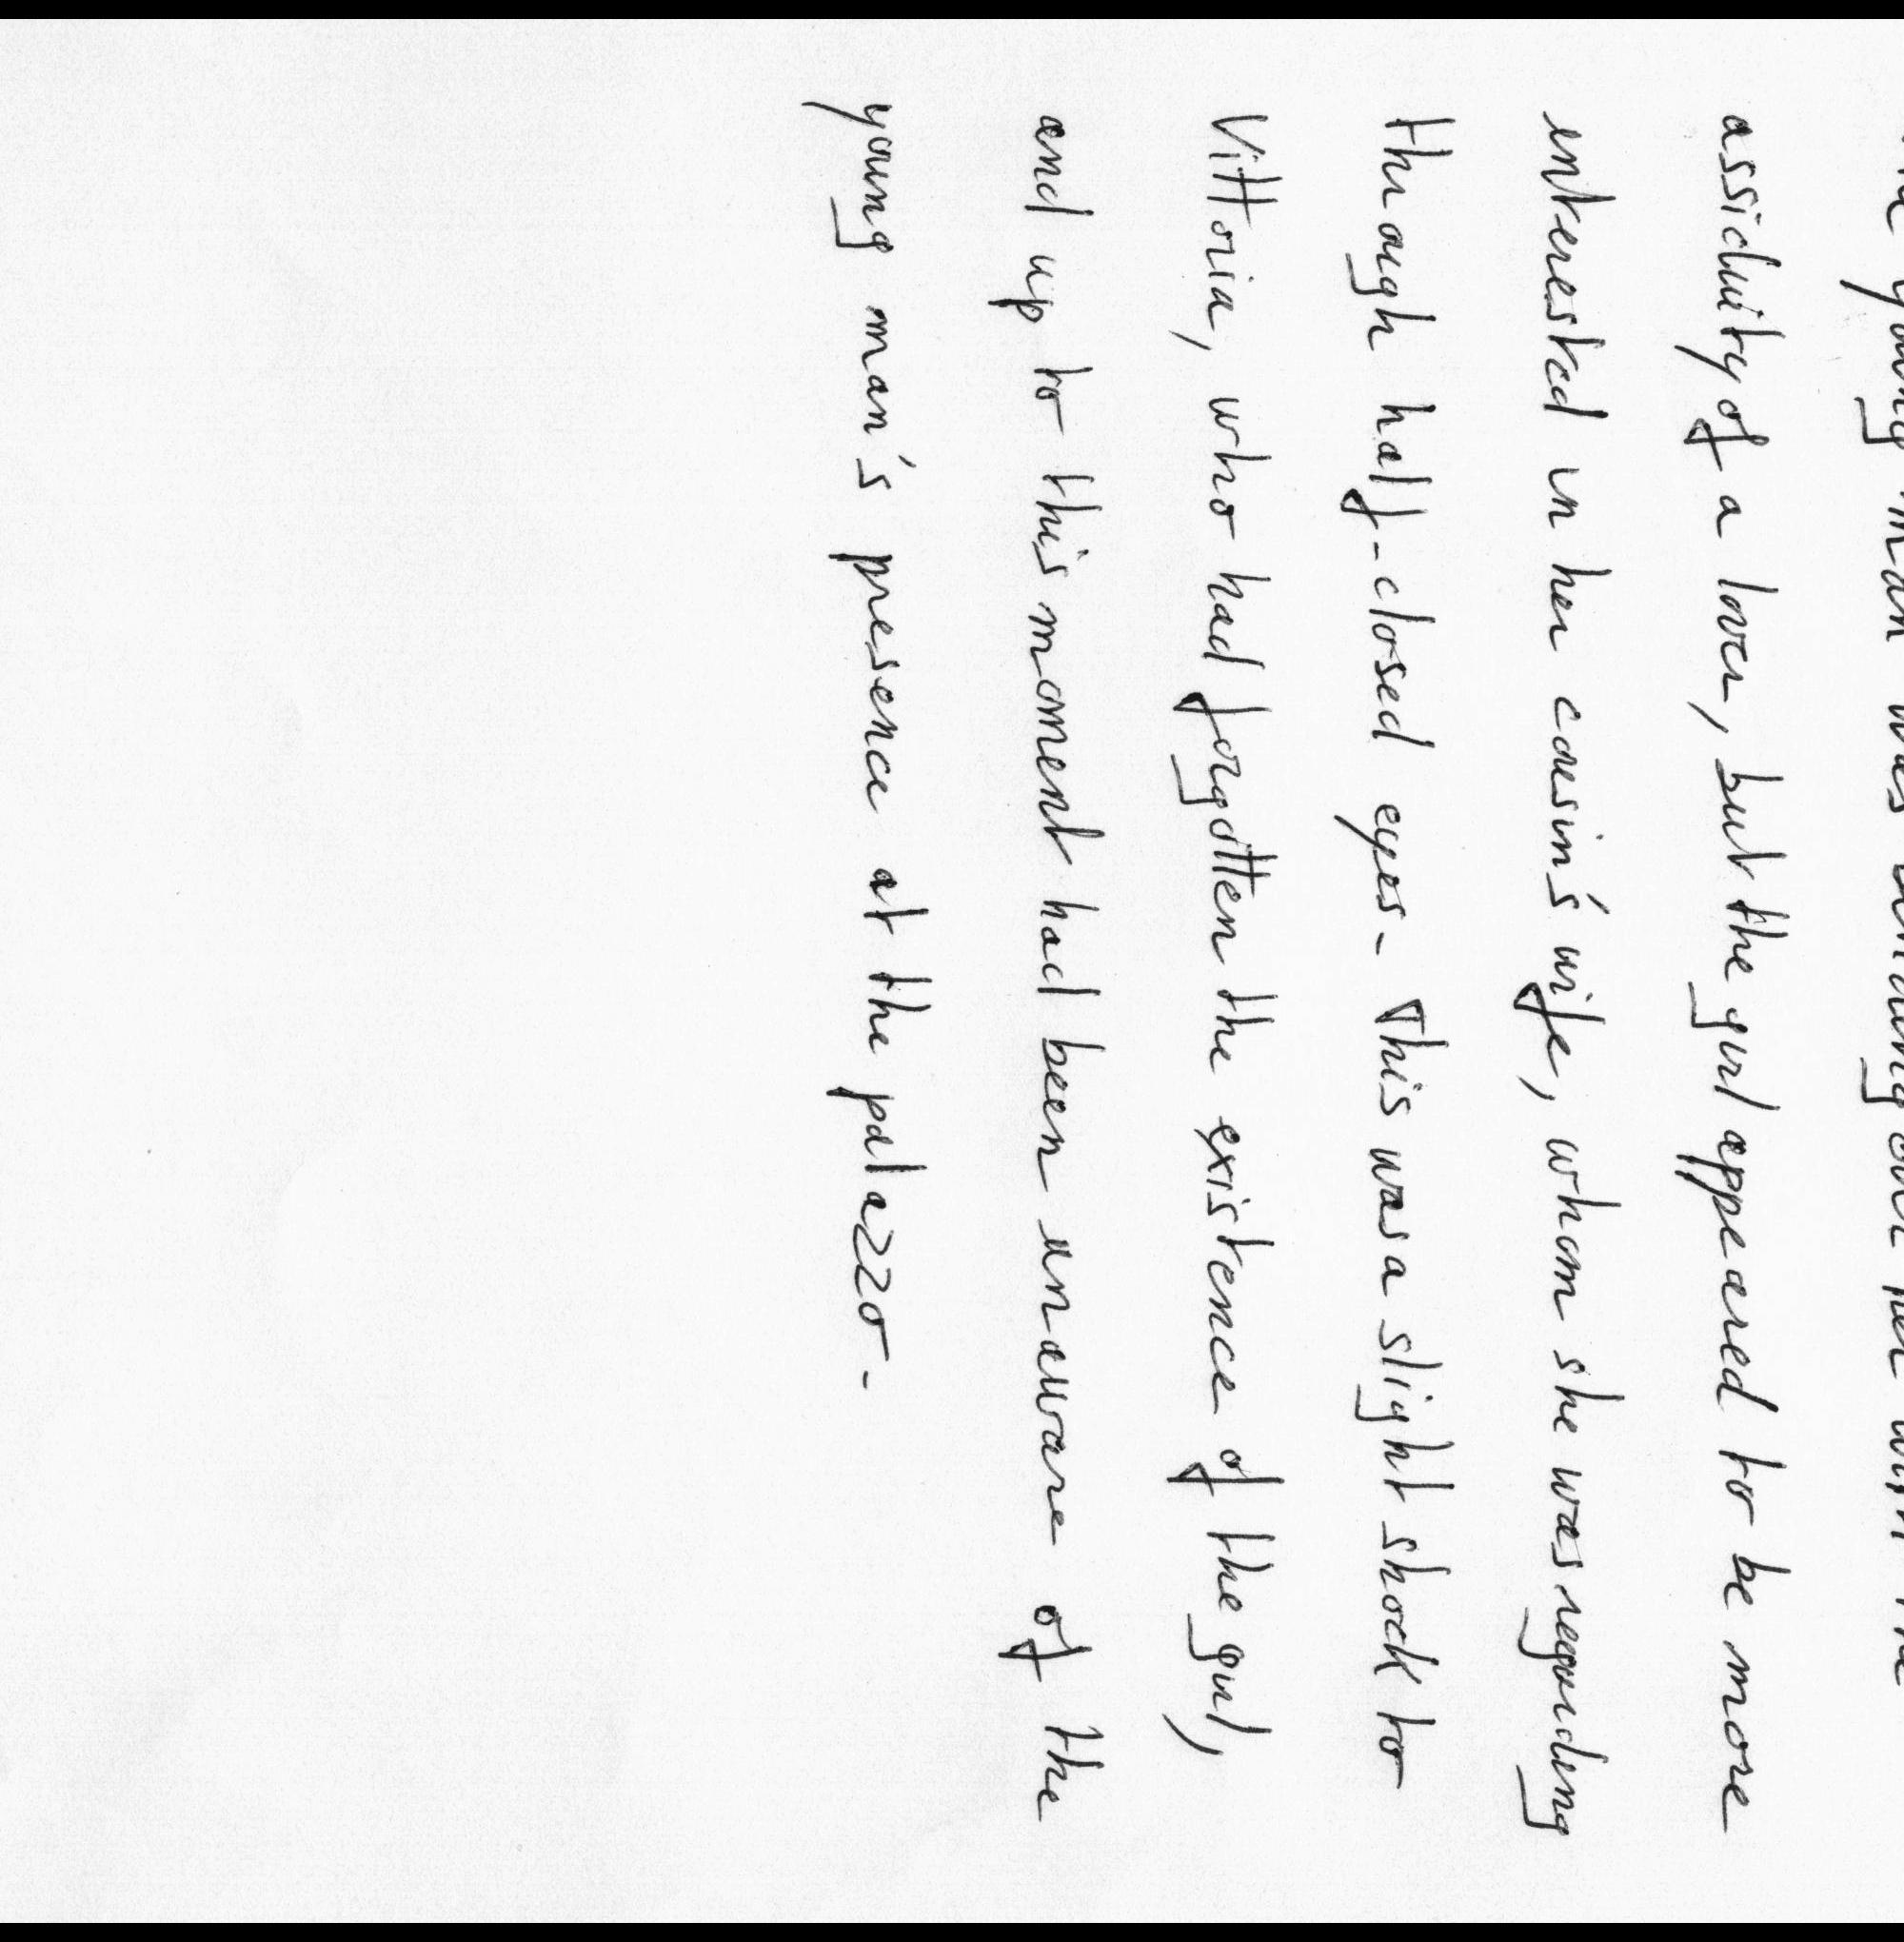 the young man was bending over her with the
assiduity of a lover, but the girl appeared to be more
interested in her cousin's wife, whom she was regarding
through half-closed eyes. This was a slight shock to
Vittoria, who had forgotten the existence of the girl,
and up to this moment had been unaware of the
young man's presence at the palazzo.